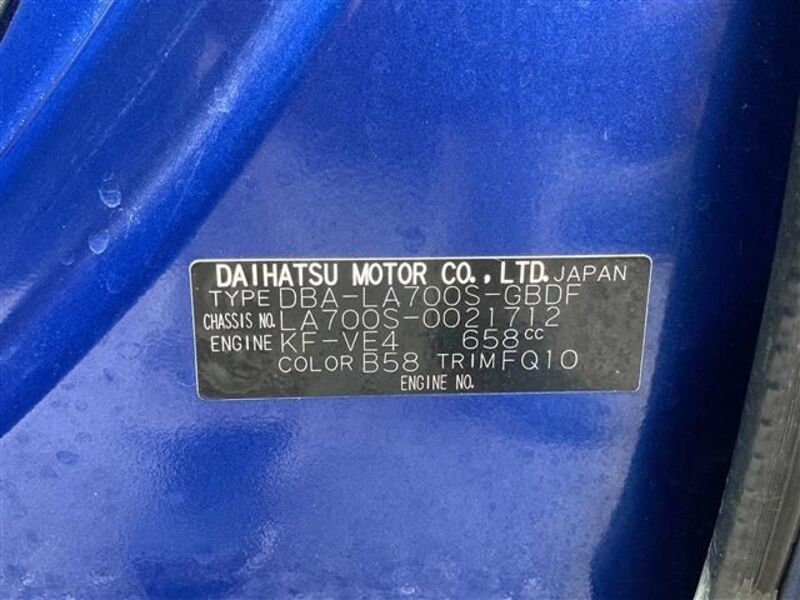 DAIHATSU MOTOR CO., LTD. JAPAN
TYPE DBA-LA700S-GBDF
CHASSIS NO. LA700S-0021712
ENGINE KF-VE4 658cc
COLOR B58 TRIM FQ10
ENGINE NO.